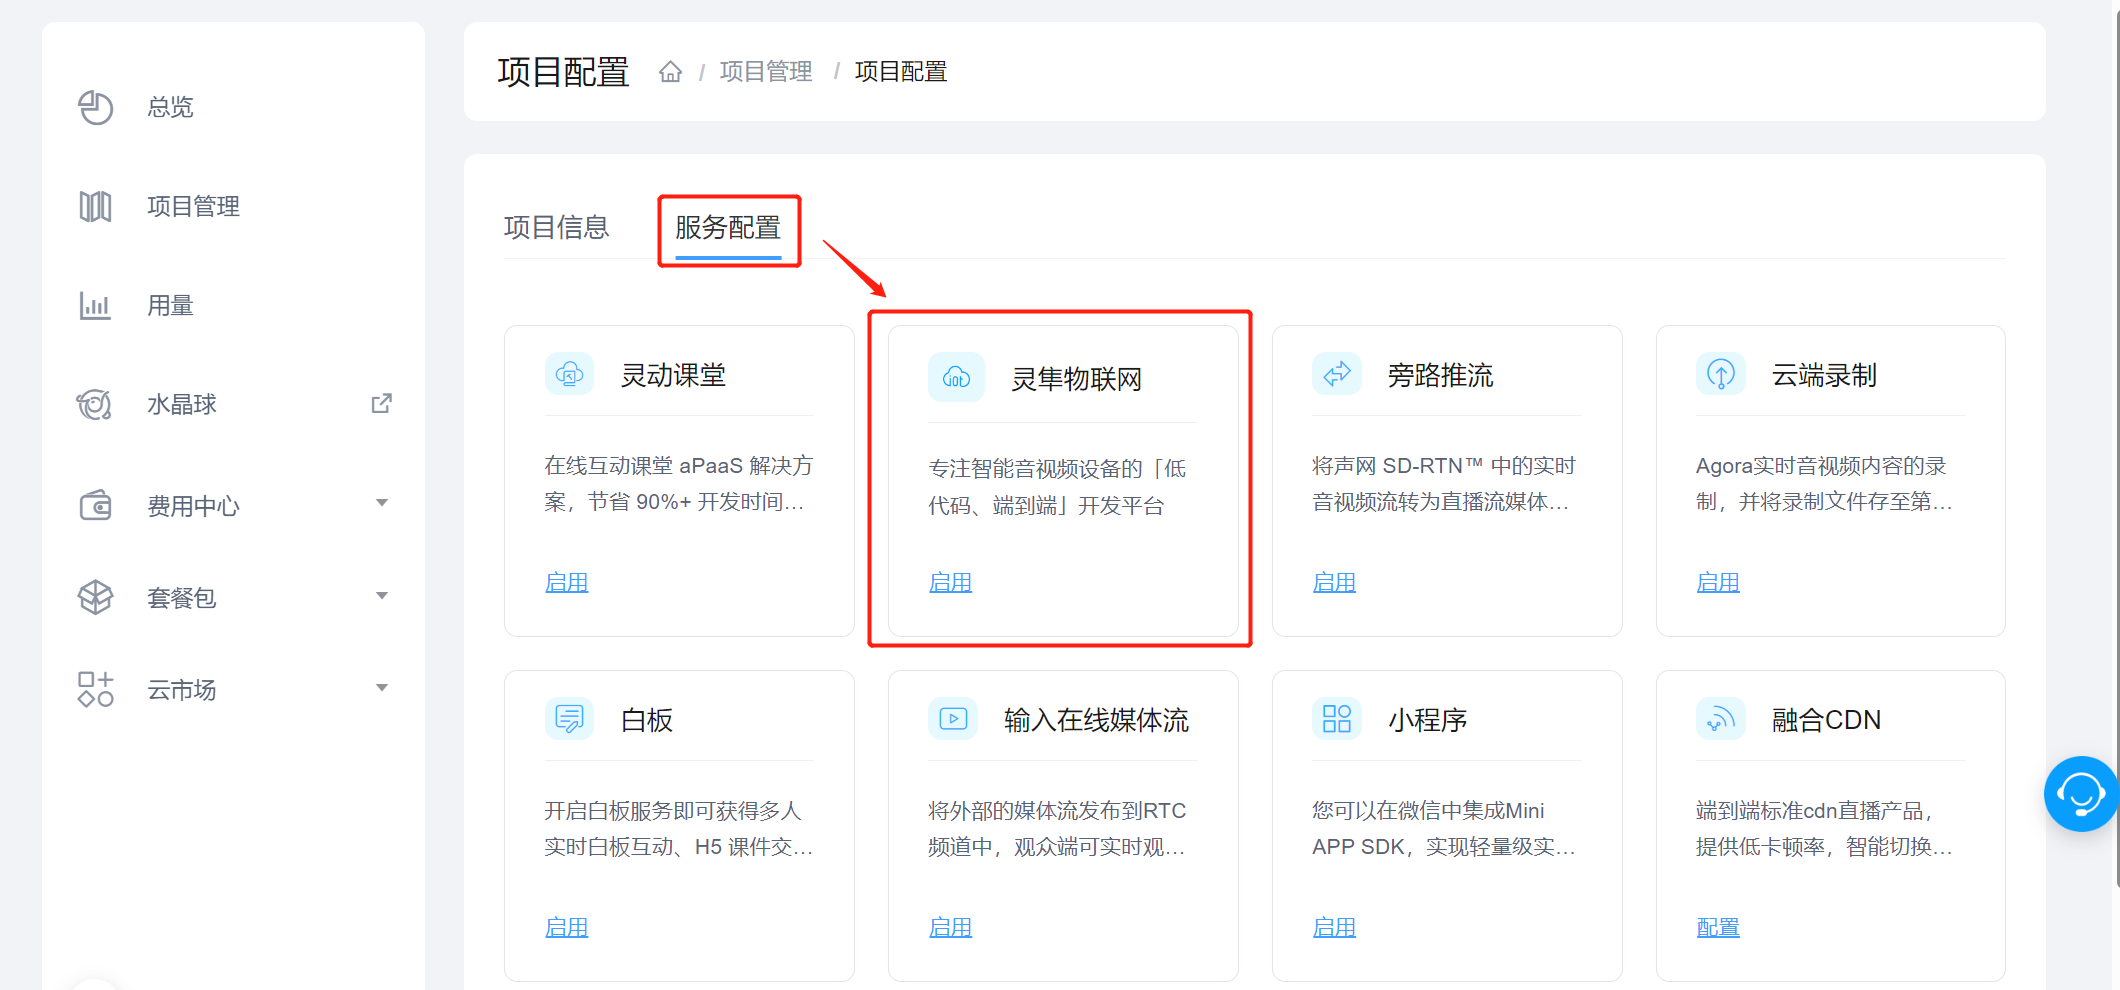 总览
项目管理
用量
水晶球
费用中心
套餐包
云市场
项目配置
/ 项目管理 / 项目配置
项目信息
服务配置
灵动课堂
在线互动课堂 aPaaS 解决方
案，节省 90%+ 开发时间...
启用
iot
灵隼物联网
专注智能音视频设备的「低
代码、端到端」开发平台
启用
旁路推流
将声网 SD-RTN™ 中的实时
音视频流转为直播流媒体...
启用
云端录制
Agora实时音视频内容的录
制，并将录制文件存至第...
启用
白板
开启白板服务即可获得多人
实时白板互动、H5 课件交...
启用
输入在线媒体流
将外部的媒体流发布到RTC
频道中，观众端可实时观...
启用
小程序
您可以在微信中集成Mini
APP SDK，实现轻量级实...
启用
融合CDN
端到端标准cdn直播产品，
提供低卡顿率，智能切换...
配置